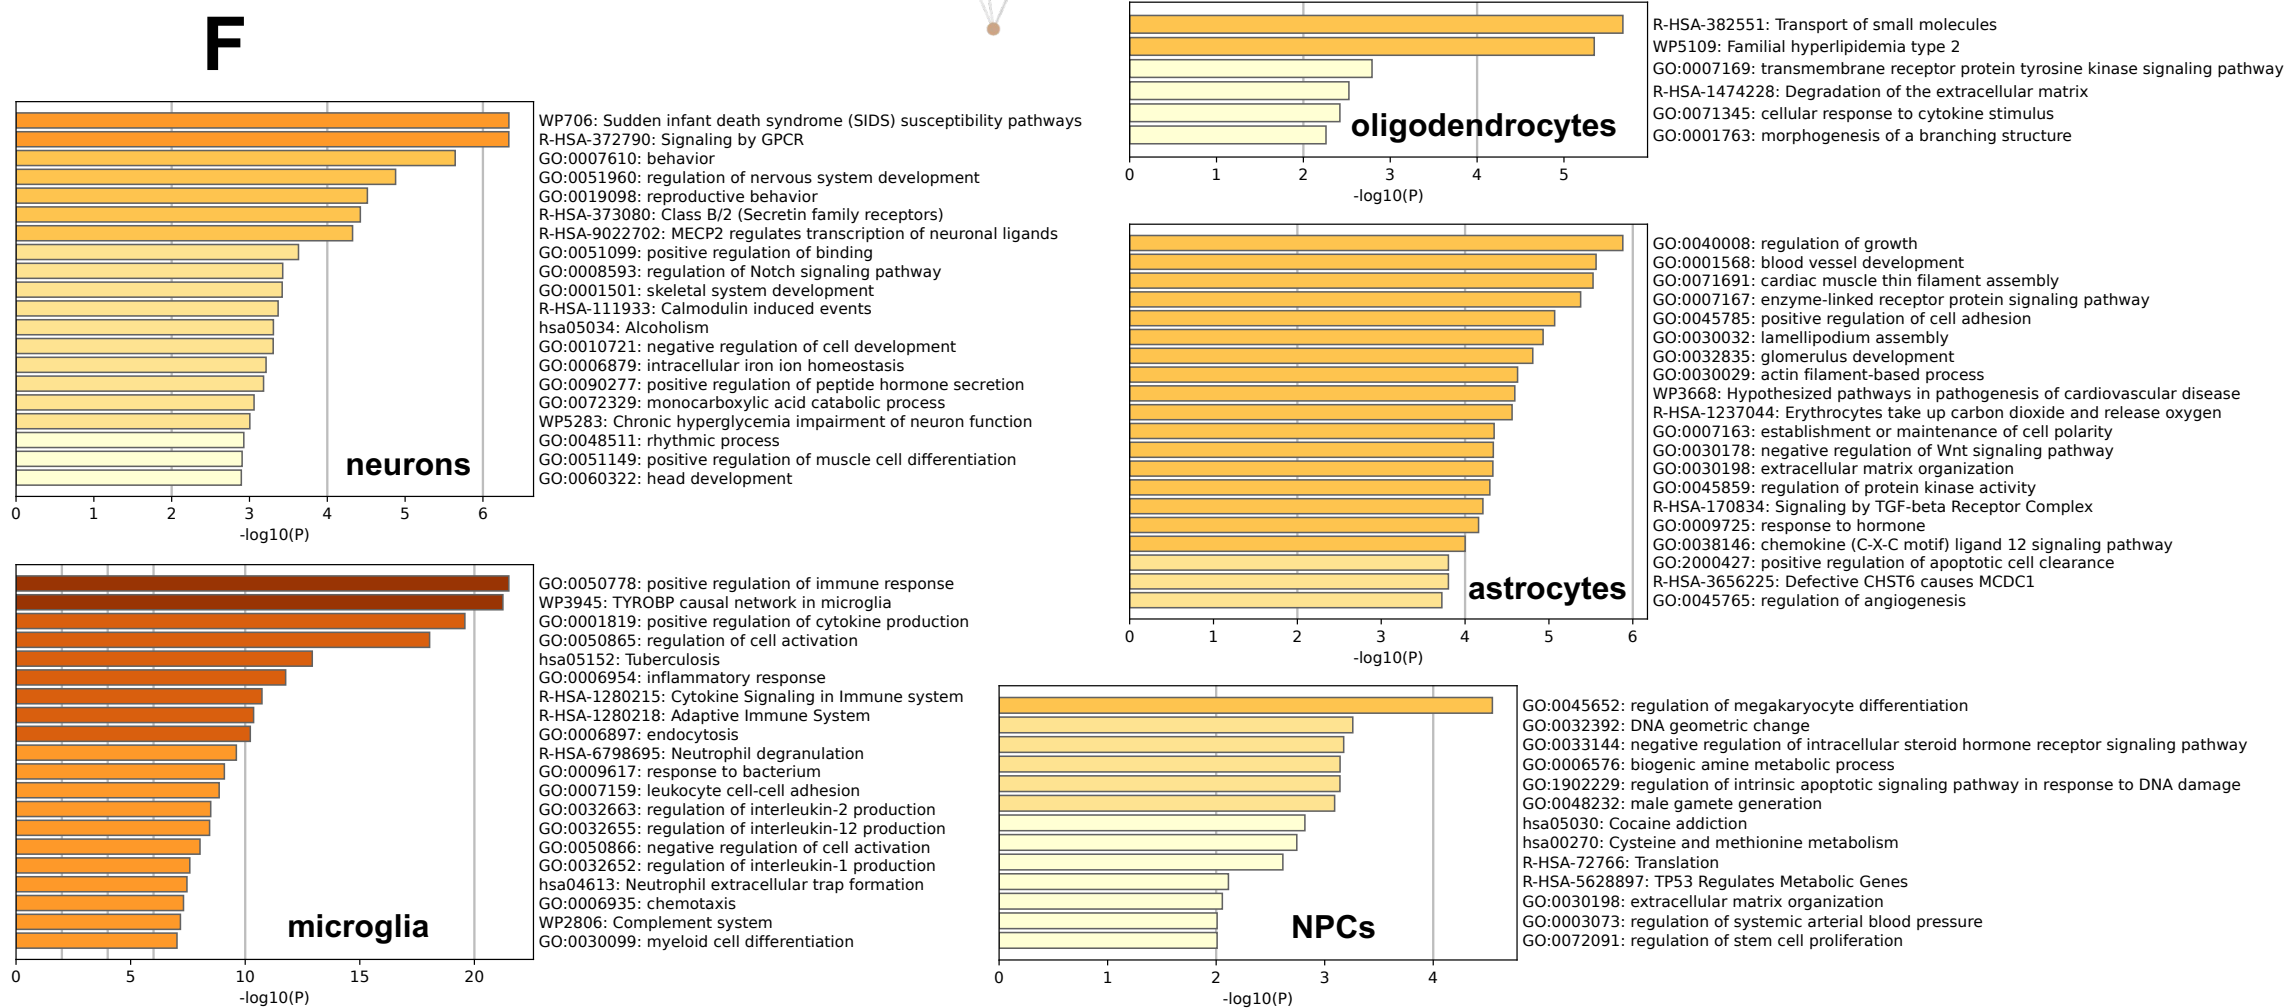 F
WP706: Sudden infant death syndrome (SIDS) susceptibility pathways
R-HSA-372790: Signaling by GPCR
GO:0007610: behavior
GO:0051960: regulation of nervous system development
GO:0019098: reproductive behavior
R-HSA-373080: Class B/2 (Secretin family receptors)
R-HSA-9022702: MECP2 regulates transcription of neuronal ligands
GO:0051099: positive regulation of binding
GO:0008593: regulation of Notch signaling pathway
GO:0001501: skeletal system development
R-HSA-111933: Calmodulin induced events
hsa05034: Alcoholism
GO:0010721: negative regulation of cell development
GO:0006879: intracellular iron ion homeostasis
GO:0090277: positive regulation of peptide hormone secretion
GO:0072329: monocarboxylic acid catabolic process
WP5283: Chronic hyperglycemia impairment of neuron function
GO:0048511: rhythmic process
GO:0051149: positive regulation of muscle cell differentiation
GO:0060322: head development
neurons
0 1 2 3 4 5 6
-log10(P)
GO:0050778: positive regulation of immune response
WP3945: TYROBP causal network in microglia
GO:0001819: positive regulation of cytokine production
GO:0050865: regulation of cell activation
hsa05152: Tuberculosis
GO:0006954: inflammatory response
R-HSA-1280215: Cytokine Signaling in Immune system
R-HSA-1280218: Adaptive Immune System
GO:0006897: endocytosis
R-HSA-6798695: Neutrophil degranulation
GO:0009617: response to bacterium
GO:0007159: leukocyte cell-cell adhesion
GO:0032663: regulation of interleukin-2 production
GO:0032655: regulation of interleukin-12 production
GO:0050866: negative regulation of cell activation
GO:0032652: regulation of interleukin-1 production
hsa04613: Neutrophil extracellular trap formation
GO:0006935: chemotaxis
WP2806: Complement system
GO:0030099: myeloid cell differentiation
microglia
0 5 10 15 20
-log10(P)
R-HSA-382551: Transport of small molecules
WP5109: Familial hyperlipidemia type 2
GO:0007169: transmembrane receptor protein tyrosine kinase signaling pathway
R-HSA-1474228: Degradation of the extracellular matrix
GO:0071345: cellular response to cytokine stimulus
GO:0001763: morphogenesis of a branching structure
oligodendrocytes
0 1 2 3 4 5
-log10(P)
GO:0040008: regulation of growth
GO:0001568: blood vessel development
GO:0071691: cardiac muscle thin filament assembly
GO:0007167: enzyme-linked receptor protein signaling pathway
GO:0045785: positive regulation of cell adhesion
GO:0030032: lamellipodium assembly
GO:0032835: glomerulus development
GO:0030029: actin filament-based process
WP3668: Hypothesized pathways in pathogenesis of cardiovascular disease
R-HSA-1237044: Erythrocytes take up carbon dioxide and release oxygen
GO:0007163: establishment or maintenance of cell polarity
GO:0030178: negative regulation of Wnt signaling pathway
GO:0030198: extracellular matrix organization
GO:0045859: regulation of protein kinase activity
R-HSA-170834: Signaling by TGF-beta Receptor Complex
GO:0009725: response to hormone
GO:0038146: chemokine (C-X-C motif) ligand 12 signaling pathway
GO:2000427: positive regulation of apoptotic cell clearance
R-HSA-3656225: Defective CHST6 causes MCDC1
GO:0045765: regulation of angiogenesis
astrocytes
0 1 2 3 4 5 6
-log10(P)
GO:0045652: regulation of megakaryocyte differentiation
GO:0032392: DNA geometric change
GO:0033144: negative regulation of intracellular steroid hormone receptor signaling pathway
GO:0006576: biogenic amine metabolic process
GO:1902229: regulation of intrinsic apoptotic signaling pathway in response to DNA damage
GO:0048232: male gamete generation
hsa05030: Cocaine addiction
hsa00270: Cysteine and methionine metabolism
R-HSA-72766: Translation
R-HSA-5628897: TP53 Regulates Metabolic Genes
GO:0030198: extracellular matrix organization
GO:0003073: regulation of systemic arterial blood pressure
GO:0072091: regulation of stem cell proliferation
NPCs
0 1 2 3 4
-log10(P)